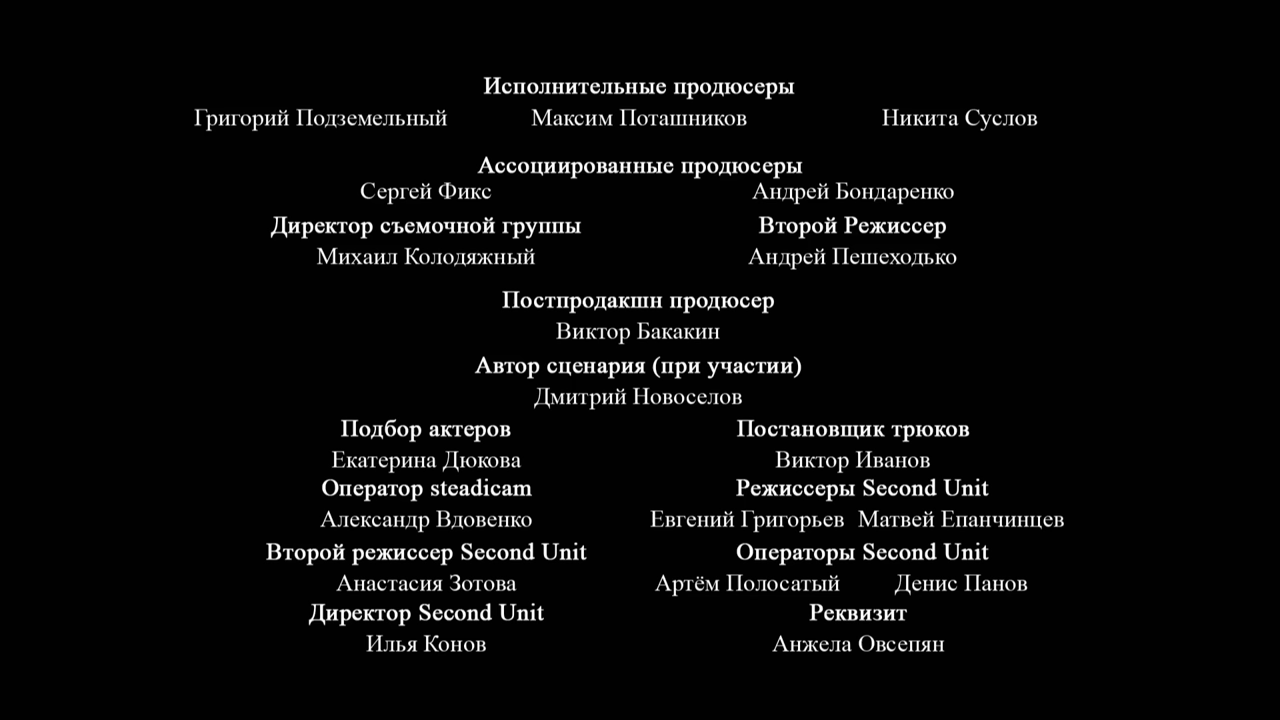 Исполнительные продюсеры
Григорий Подземельный Максим Поташников Никита Суслов
Ассоциированные продюсеры
Сергей Фикс Андрей Бондаренко
Директор съемочной группы Второй Режиссер
Михаил Колодяжный Андрей Пешеходько
Постпродакшн продюсер
Виктор Бакакин
Автор сценария (при участии)
Дмитрий Новоселов
Подбор актеров Постановщик трюков
Екатерина Дюкова Виктор Иванов
Оператор steadicam Режиссеры Second Unit
Александр Вдовенко Евгений Григорьев Матвей Епанчинцев
Второй режиссер Second Unit Операторы Second Unit
Анастасия Зотова Артём Полосатый Денис Панов
Директор Second Unit Реквизит
Илья Конов Анжела Овсепян